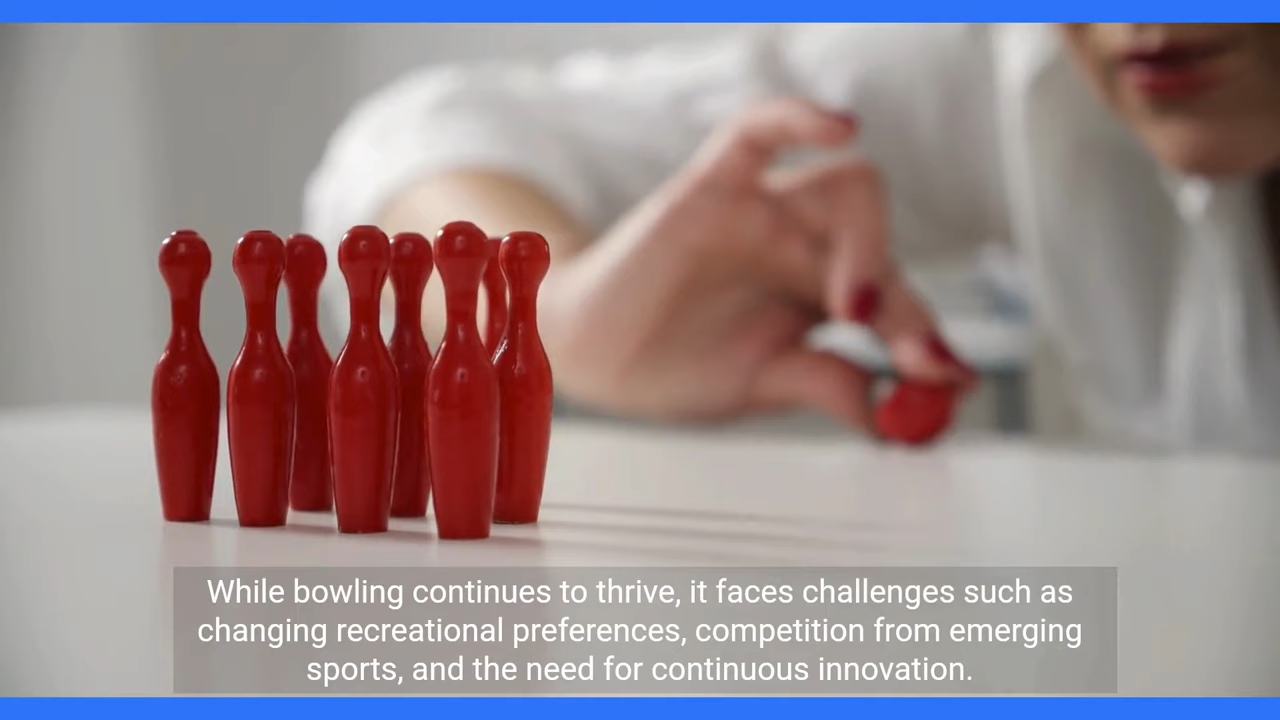 While bowling continues to thrive, it faces challenges such as
changing recreational preferences, competition from emerging
sports, and the need for continuous innovation.